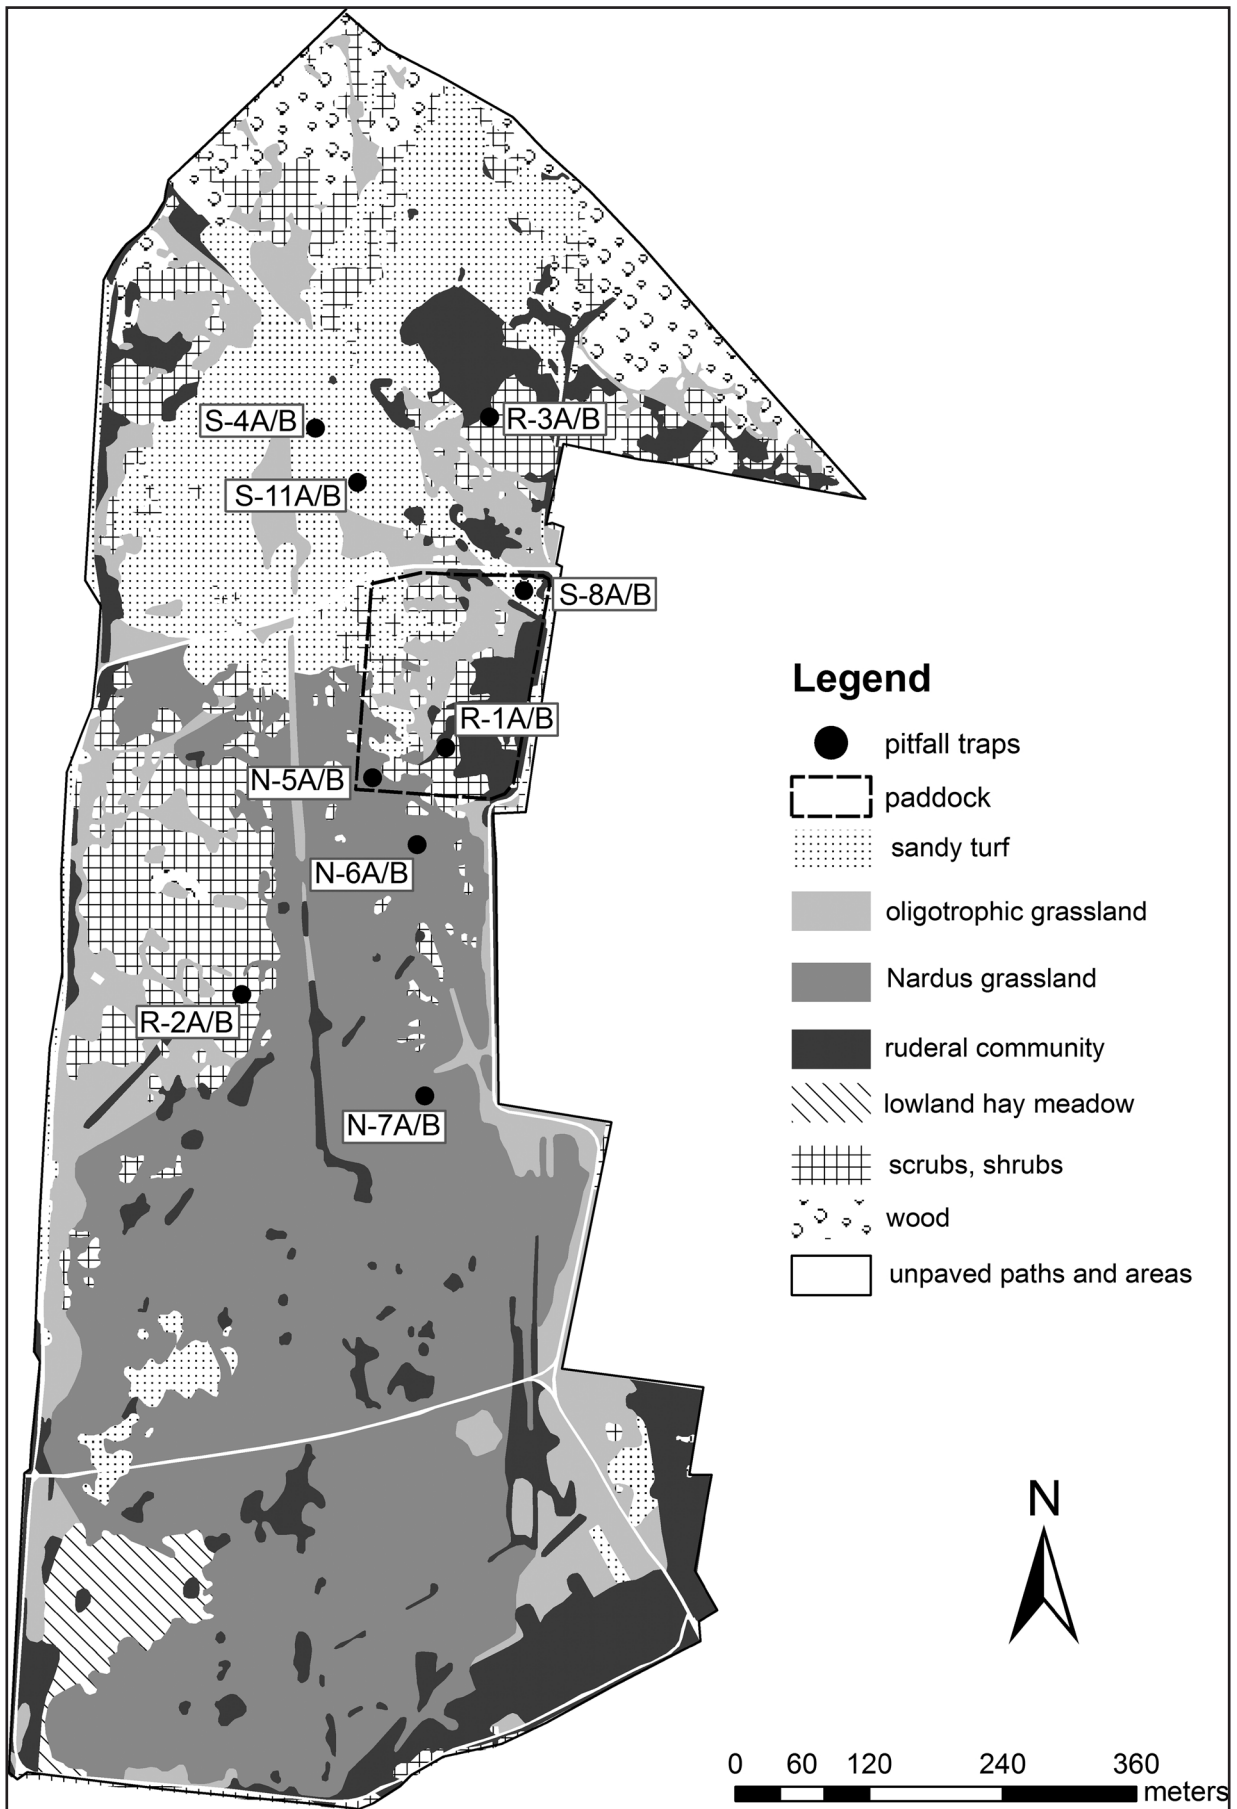 S-4A/B
R-3A/B
S-11A/B
S-8A/B
R-1A/B
N-5A/B
N-6A/B
R-2A/B
N-7A/B
Legend
pitfall traps
paddock
sandy turf
oligotrophic grassland
Nardus grassland
ruderal community
lowland hay meadow
scrubs, shrubs
wood
unpaved paths and areas
N
0 60 120 240 360
meters